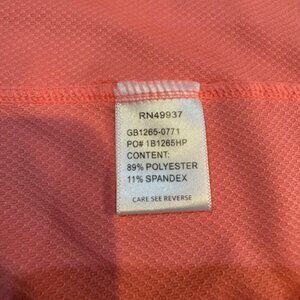 RN49937
GB1265-0771
PO# 1B1265HP
CONTENT:
89% POLYESTER
11% SPANDEX
CARE SEE REVERSE